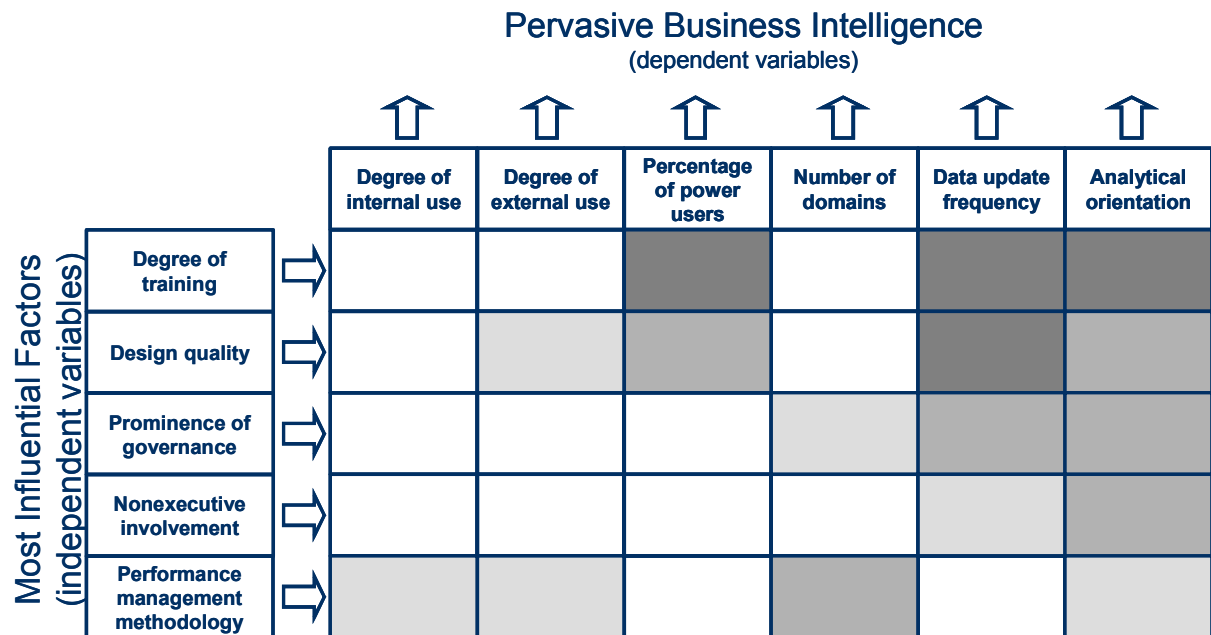 Pervasive Business Intelligence
(dependent variables)
Degree of
internal use
Degree of
external use
Percentage
of power
users
Number of
domains
Data update
frequency
Analytical
orientation
Most Influential Factors
(independent variables)
Degree of
training
Design quality
Prominence of
governance
Nonexecutive
involvement
Performance
management
methodology